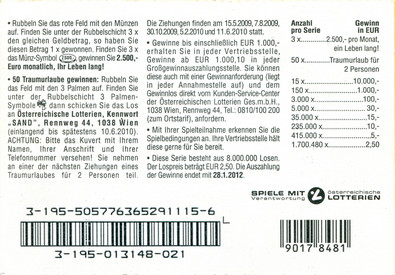 • Rubbeln Sie das rote Feld mit den Münzen
auf. Finden Sie unter der Rubbelschicht 3 x
den gleichen Geldbetrag, so haben Sie
diesen Betrag 1 x gewonnen. Finden Sie 3 x
das Münz-Symbol, gewinnen Sie 2.500,-
Euro monatlich, Ihr Leben lang!
• 50 Traumurlaube gewinnen: Rubbeln Sie
das Feld mit den 3 Palmen auf. Finden Sie
unter der Rubbelschicht 3 Palmen-
Symbole dann schicken Sie das Los
an Österreichische Lotterien, Kennwort
"SAND", Rennweg 44, 1038 Wien
(einlangend bis spätestens 10.6.2010).
ACHTUNG: Bitte das Kuvert mit Ihrem
Namen, Ihrer Anschrift und Ihrer
Telefonnummer versehen! Sie nehmen
an einer der nächsten Ziehungen eines
Traumurlaubes für 2 Personen teil.
Die Ziehungen finden am 15.5.2009, 7.8.2009,
30.10.2009, 5.2.2010 und 11.6.2010 statt.
• Gewinne bis einschließlich EUR 1.000,-
erhalten Sie in jeder Vertriebsstelle,
Gewinne ab EUR 1.000,10 in jeder
Großgewinnauszahlungsstelle. Sie können
diese auch mit einer Gewinnanforderung (liegt
in jeder Annahmestelle auf) und dem
Gewinnlos direkt vom Kunden-Service-Center
der Österreichischen Lotterien Ges.m.b.H.,
1038 Wien, Rennweg 44, Tel.: 0810/100 200
(zum Ortstarif), anfordern.
• Mit Ihrer Spielteilnahme erkennen Sie die
Spielbedingungen an. Ihre Vertriebsstelle hält
diese gerne für Sie bereit.
• Diese Serie besteht aus 8.000.000 Losen.
Der Lospreis beträgt EUR 2,50. Die Auszahlung
der Gewinne endet mit 28.1.2012.
Anzahl Gewinn
pro Serie in EUR
3 x 2.500,- pro Monat,
ein Leben lang!
50 x Traumurlaub für
2 Personen
15 x 10.000,-
150 x 1.000,-
3.000 x 100,-
5.000 x 50,-
35.000 x 15,-
235.000 x 10,-
415.000 x 5,-
1.700.480 x 2,50
SPIELE MIT
Verantwortung
österreichische
LOTTERIEN
3-195-505776365291115-6
3-195-013148-021
9017 8481